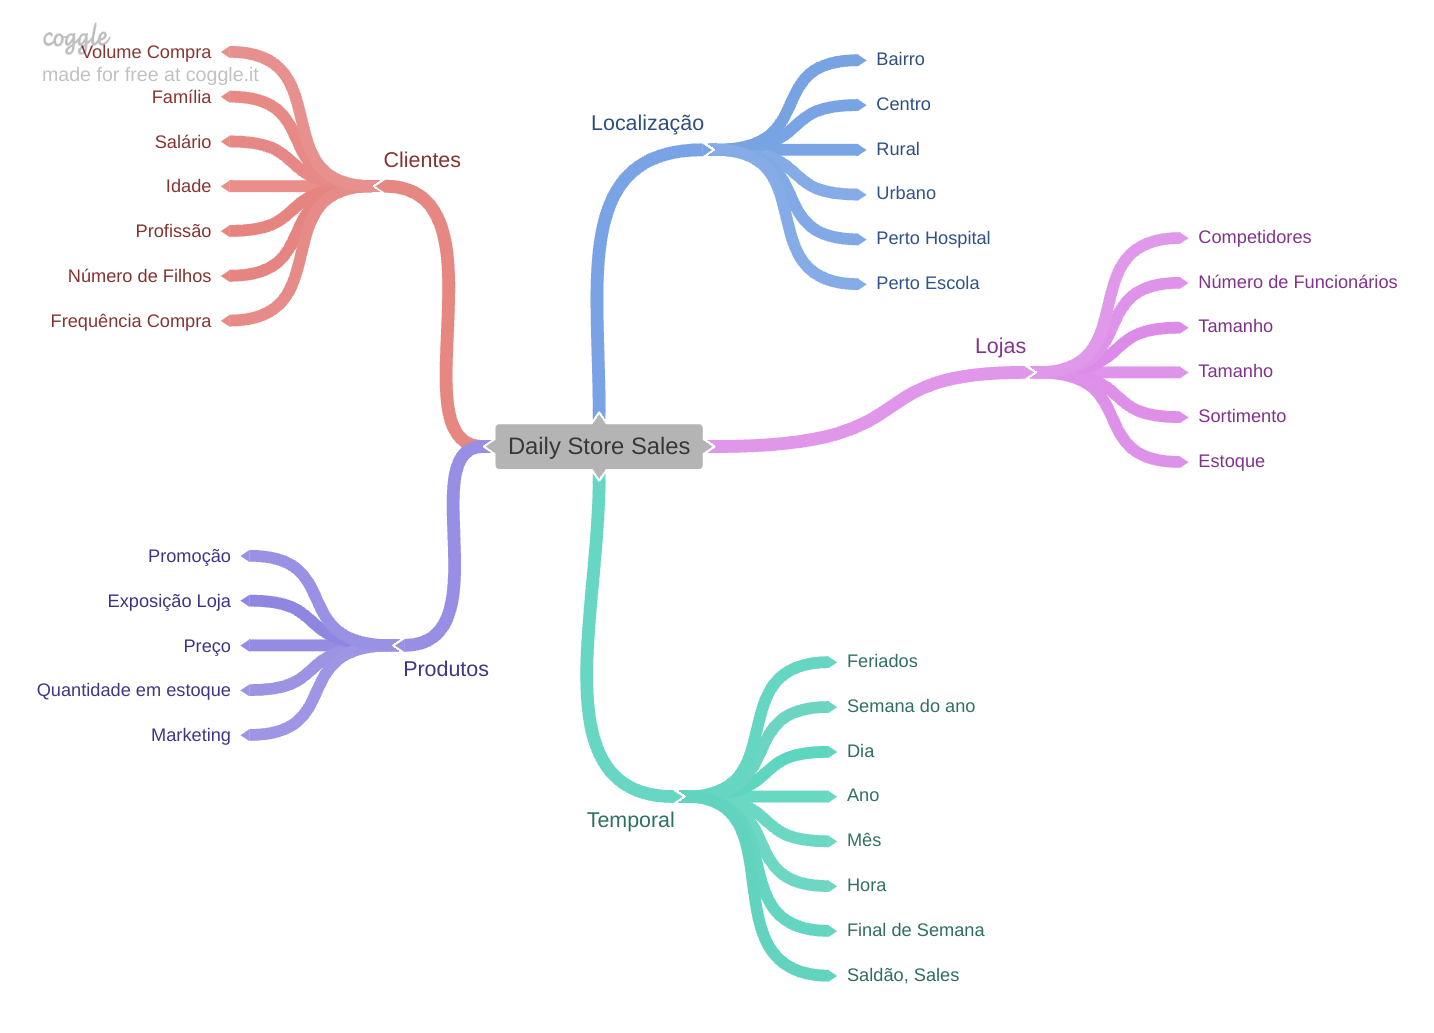 coggle
made for free at coggle.it
Volume Compra
Família
Salário
Idade
Profissão
Número de Filhos
Frequência Compra
Clientes
Localização
Bairro
Centro
Rural
Urbano
Perto Hospital
Perto Escola
Lojas
Competidores
Número de Funcionários
Tamanho
Tamanho
Sortimento
Estoque
Daily Store Sales
Promoção
Exposição Loja
Preço
Quantidade em estoque
Marketing
Produtos
Temporal
Feriados
Semana do ano
Dia
Ano
Mês
Hora
Final de Semana
Saldão, Sales